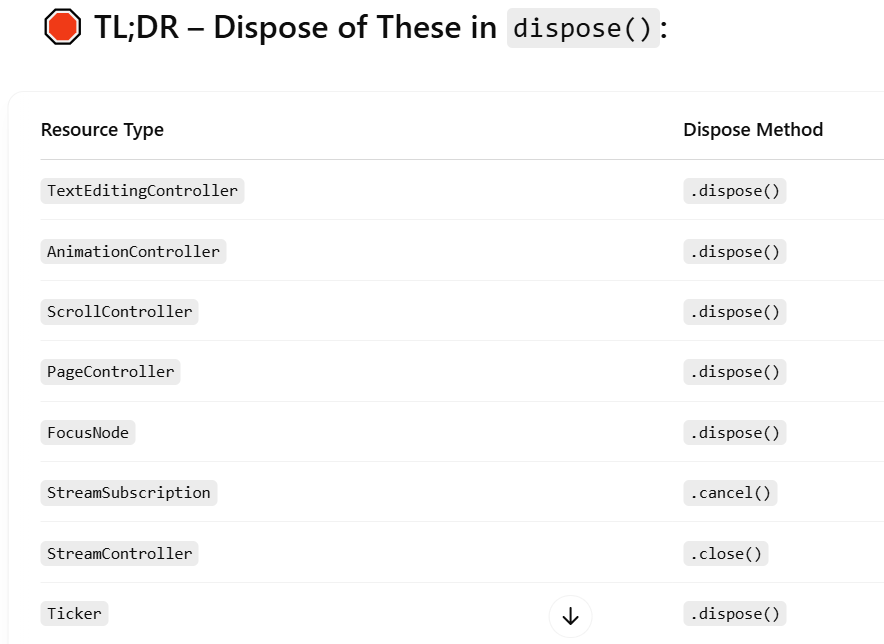 🛑 TL;DR – Dispose of These in dispose():
Resource Type Dispose Method
TextEditingController .dispose()
AnimationController .dispose()
ScrollController .dispose()
PageController .dispose()
FocusNode .dispose()
StreamSubscription .cancel()
StreamController .close()
Ticker .dispose()